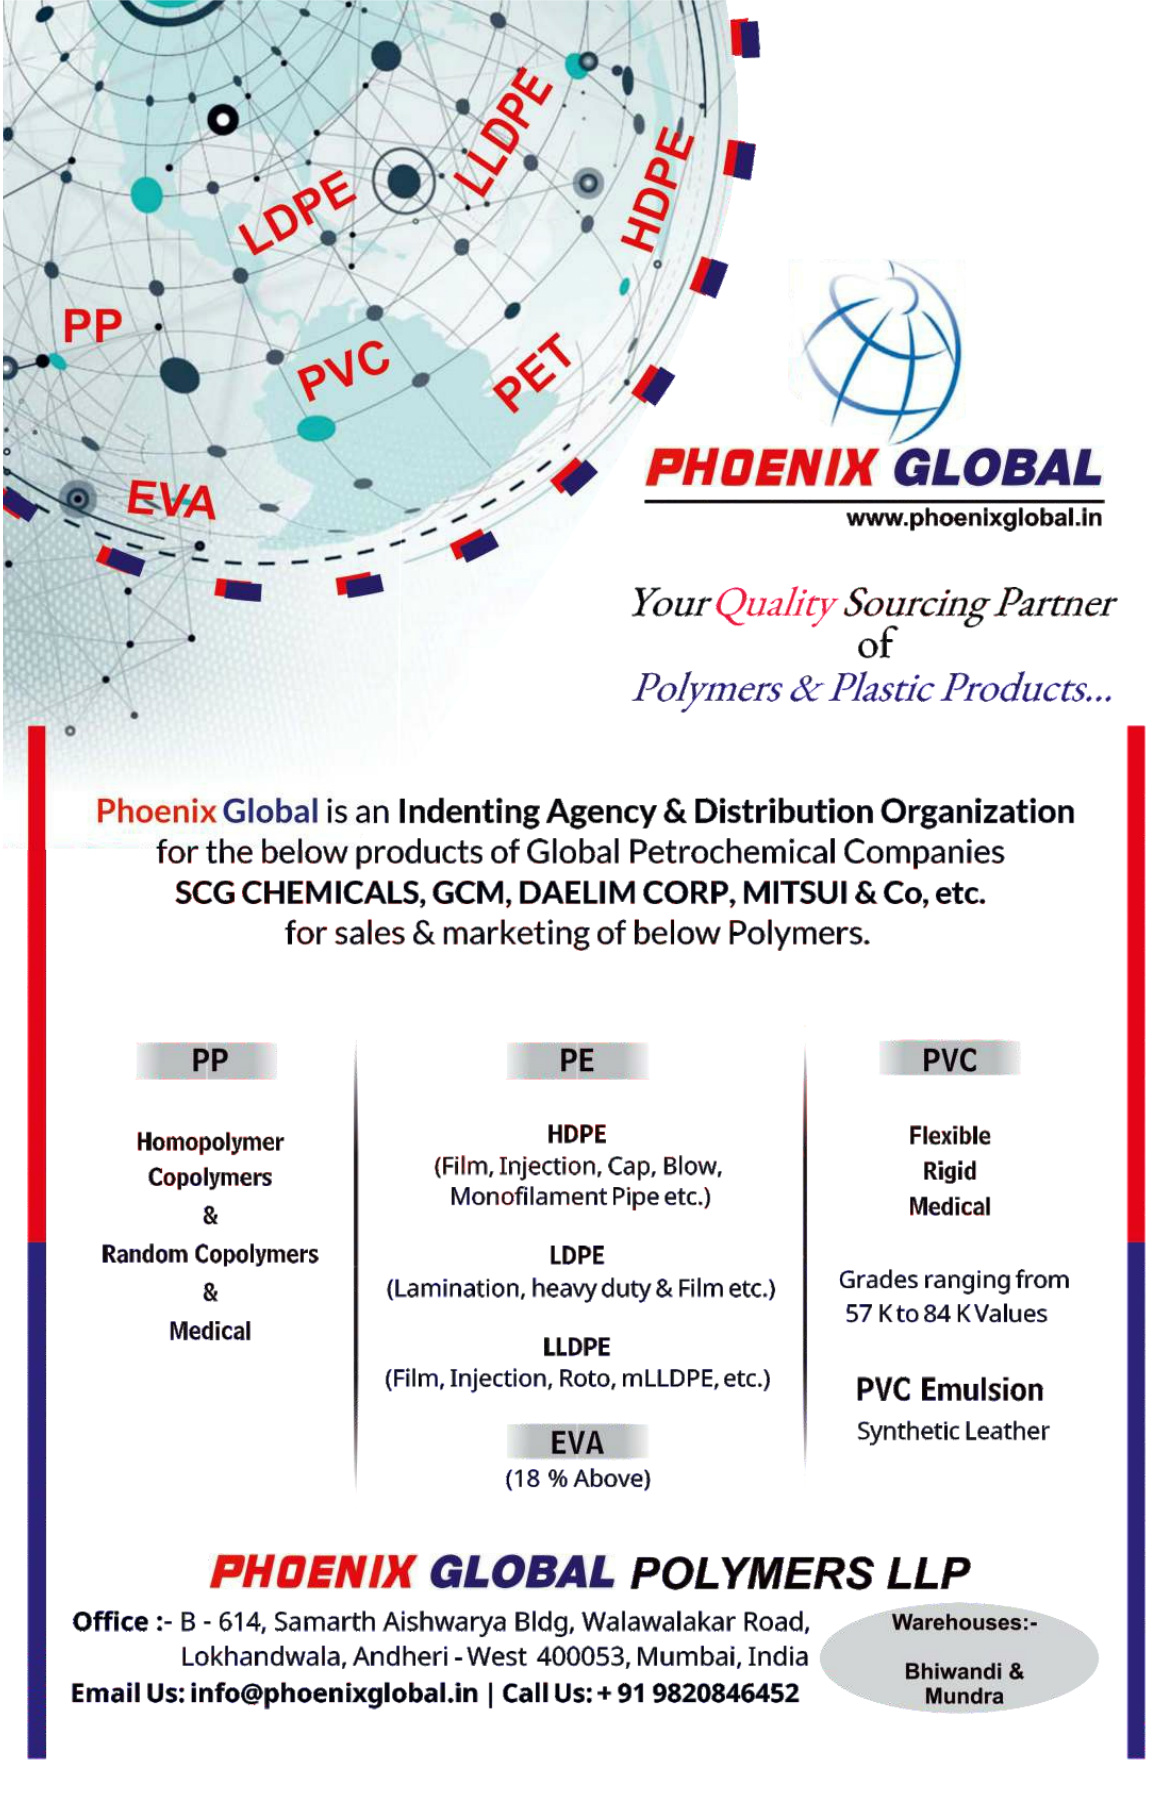 LLDPE
HDPE
LDPE
PP
PVC
PET
EVA
PHOENIX GLOBAL
www.phoenixglobal.in
Your Quality Sourcing Partner
of
Polymers & Plastic Products...
Phoenix Global is an Indenting Agency & Distribution Organization
for the below products of Global Petrochemical Companies
SCG CHEMICALS, GCM, DAELIM CORP, MITSUI & Co, etc.
for sales & marketing of below Polymers.
PP
Homopolymer
Copolymers
&
Random Copolymers
&
Medical
PE
HDPE
(Film, Injection, Cap, Blow,
Monofilament Pipe etc.)
LDPE
(Lamination, heavy duty & Film etc.)
LLDPE
(Film, Injection, Roto, mLLDPE, etc.)
EVA
(18 % Above)
PVC
Flexible
Rigid
Medical
Grades ranging from
57 K to 84 K Values
PVC Emulsion
Synthetic Leather
PHOENIX GLOBAL POLYMERS LLP
Office :- B - 614, Samarth Aishwarya Bldg, Walawalakar Road,
Lokhandwala, Andheri - West 400053, Mumbai, India
Email Us: info@phoenixglobal.in | Call Us: + 91 9820846452
Warehouses:-
Bhiwandi &
Mundra